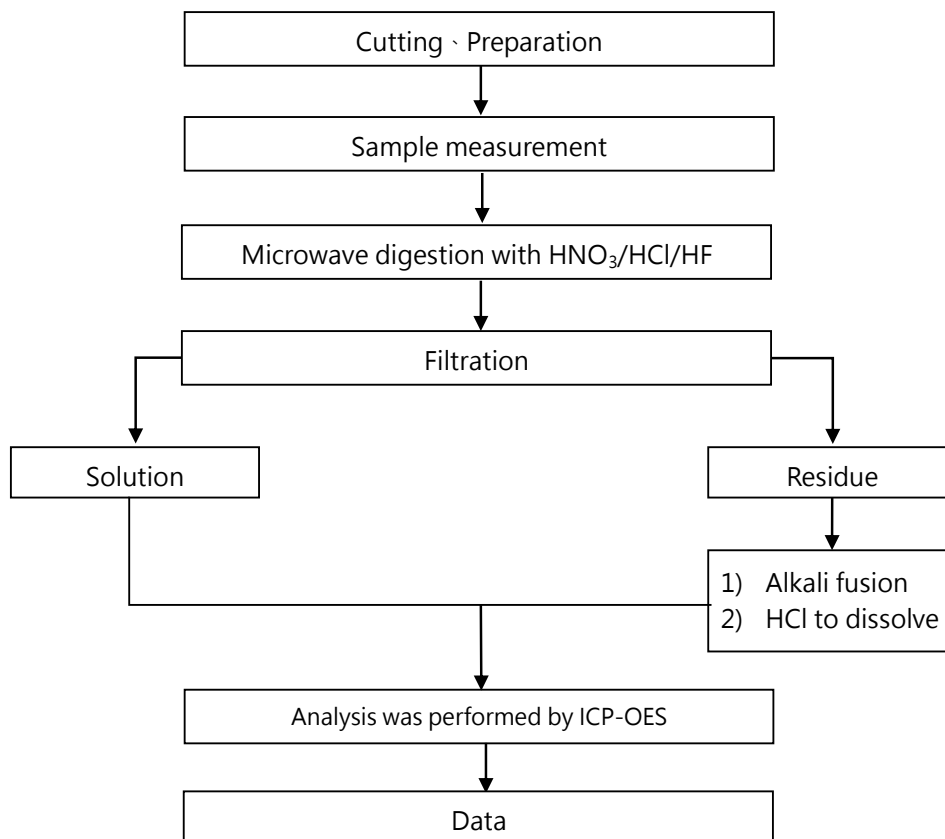 Cutting、Preparation
Sample measurement
Microwave digestion with HNO₃/HCl/HF
Filtration
Solution
Residue
1) Alkali fusion
2) HCl to dissolve
Analysis was performed by ICP-OES
Data